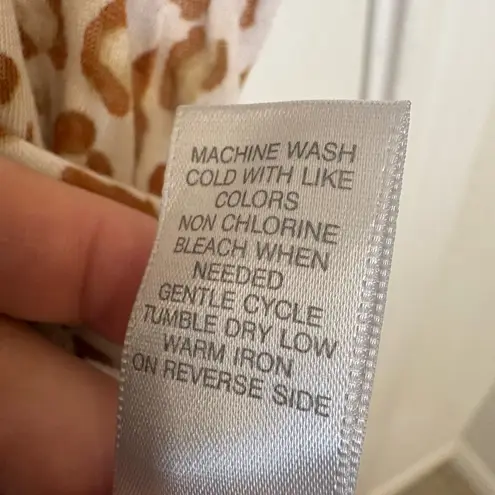 MACHINE WASH
COLD WITH LIKE
COLORS
NON CHLORINE
BLEACH WHEN
NEEDED
GENTLE CYCLE
TUMBLE DRY LOW
WARM IRON
ON REVERSE SIDE